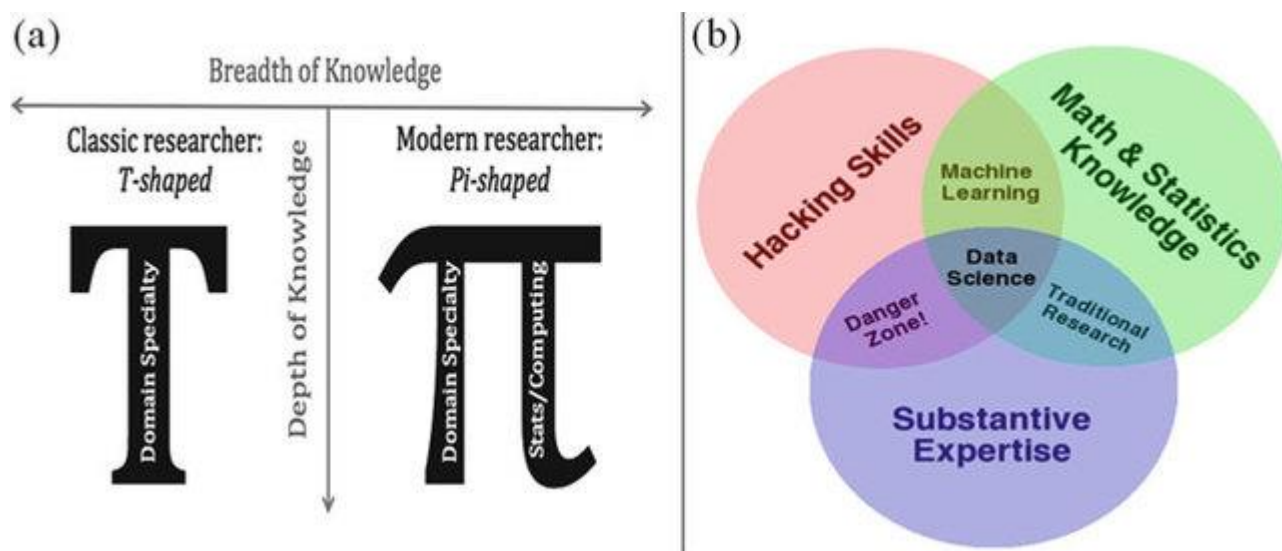 (a)
Breadth of Knowledge
Classic researcher:
T-shaped
Domain Specialty
Depth of Knowledge
Modern researcher:
Pi-shaped
Domain Specialty
Stats/Computing
(b)
Hacking Skills
Math & Statistics
Knowledge
Machine
Learning
Data
Science
Danger
Zone!
Traditional
Research
Substantive
Expertise